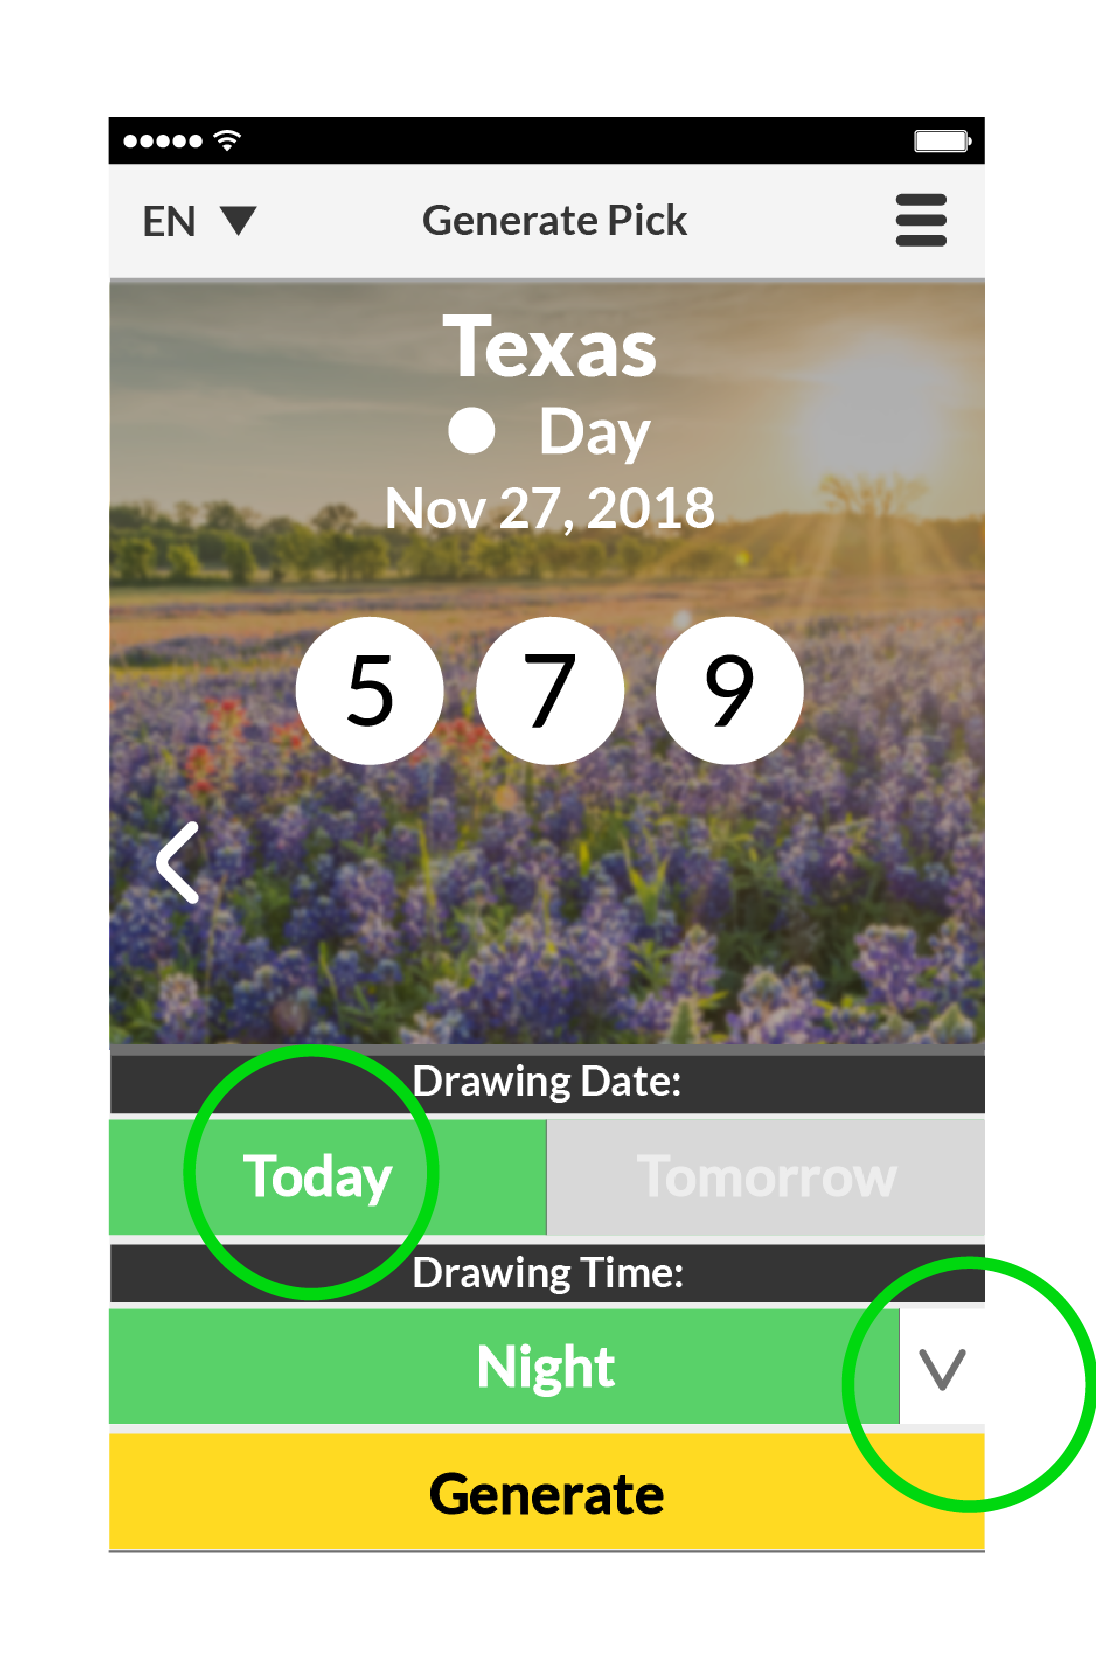 EN
Generate Pick
Texas
Day
Nov 27, 2018
5 7 9
Drawing Date:
Today Tomorrow
Drawing Time:
Night
Generate